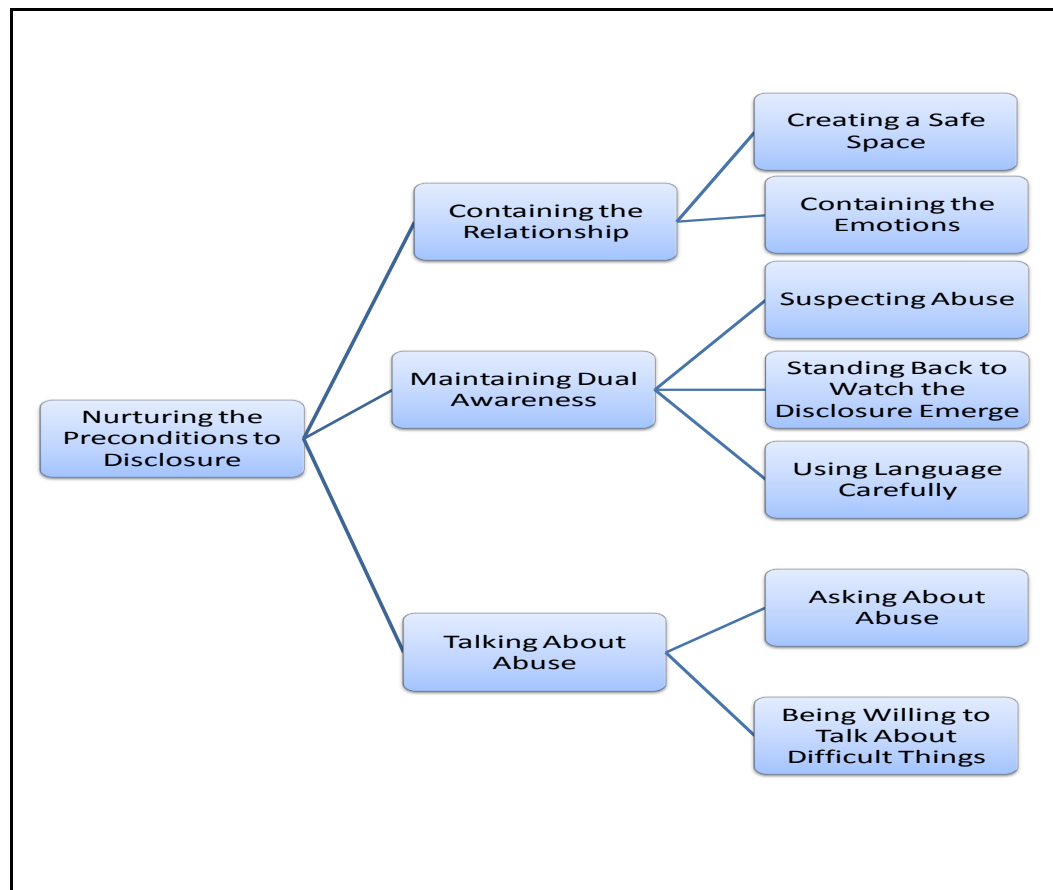 Nurturing the
Preconditions to
Disclosure
Containing the
Relationship
Creating a Safe
Space
Containing the
Emotions
Maintaining Dual
Awareness
Suspecting Abuse
Standing Back to
Watch the
Disclosure Emerge
Using Language
Carefully
Talking About
Abuse
Asking About
Abuse
Being Willing to
Talk About
Difficult Things